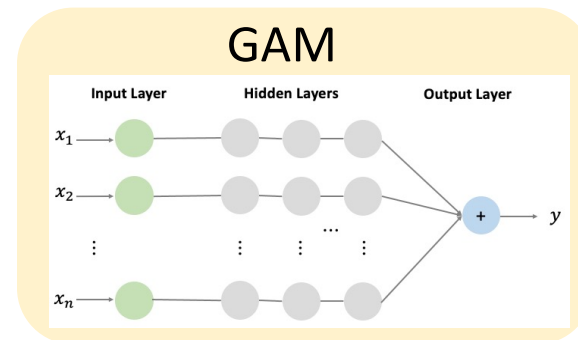 GAM
Input Layer Hidden Layers Output Layer
x₁
x₂
+ y
...
⋮ ⋮ ⋮ ⋮
xₙ